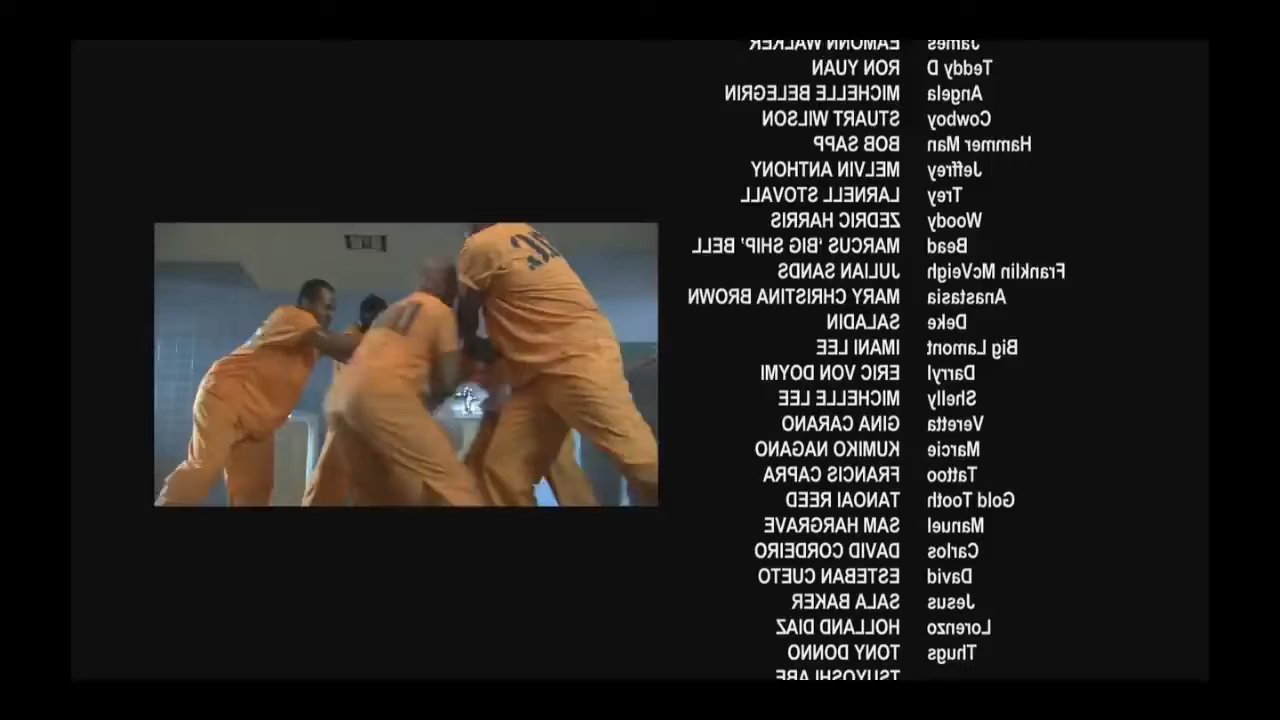 James EAMONN WALKER
Teddy D RON YUAN
Angela MICHELLE BELEGRIN
Cowboy STUART WILSON
Hammer Man BOB SAPP
Jeffrey MELVIN ANTHONY
Trey LARNELL STOVALL
Woody ZEDRIC HARRIS
Bead MARCUS 'BIG SHIP' BELL
Franklin McVeigh JULIAN SANDS
Anastasia MARY CHRISTINA BROWN
Deke SALADIN
Big Lamont IMANI LEE
Darryl ERIC VON DOYMI
Shelly MICHELLE LEE
Veretta GINA CARANO
Marcie KUMIKO NAGANO
Tattoo FRANCIS CAPRA
Gold Tooth TANOAI REED
Manuel SAM HARGRAVE
Carlos DAVID CORDEIRO
David ESTEBAN CUETO
Jesus SALA BAKER
Lorenzo HOLLAND DIAZ
Thugs TONY DONNO
TSUYOSHI ABE